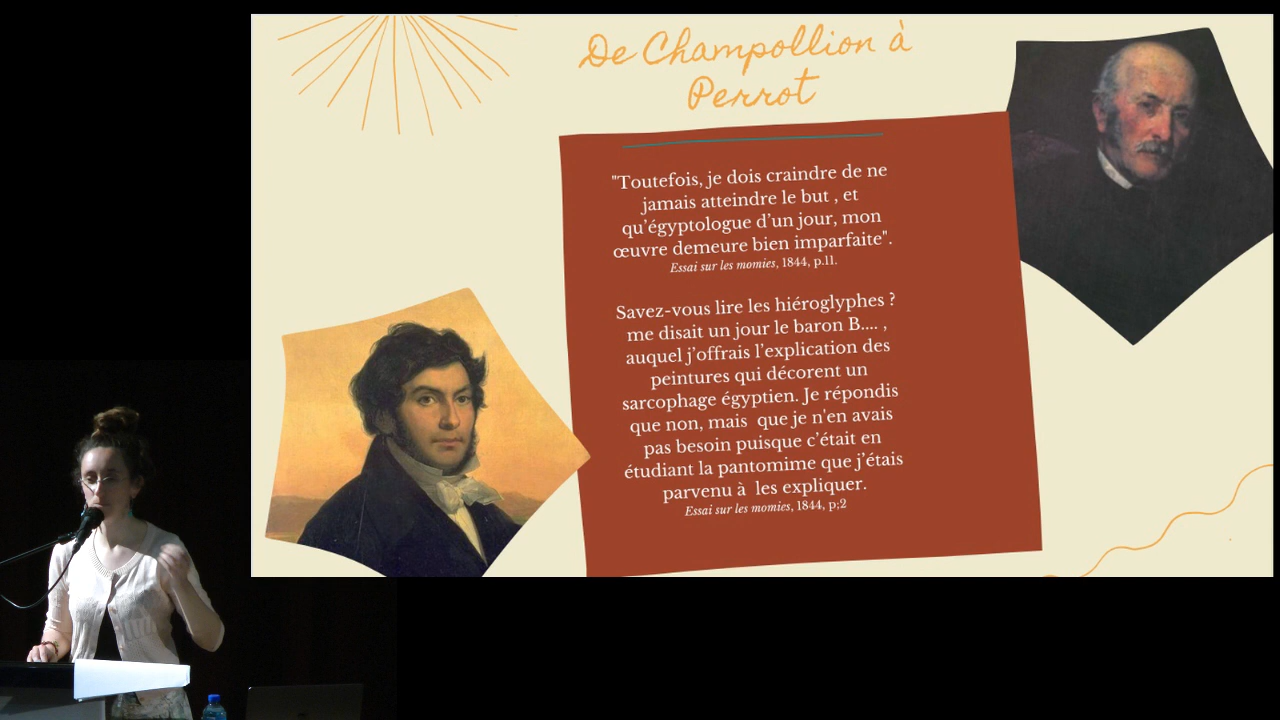 De Champollion à
Perrot
"Toutefois, je dois craindre de ne
jamais atteindre le but , et
qu'égyptologue d'un jour, mon
œuvre demeure bien imparfaite".
Essai sur les momies, 1844, p.11.
Savez-vous lire les hiéroglyphes ?
me disait un jour le baron B.... ,
auquel j'offrais l'explication des
peintures qui décorent un
sarcophage égyptien. Je répondis
que non, mais que je n'en avais
pas besoin puisque c'était en
étudiant la pantomime que j'étais
parvenu à les expliquer.
Essai sur les momies, 1844, p;2